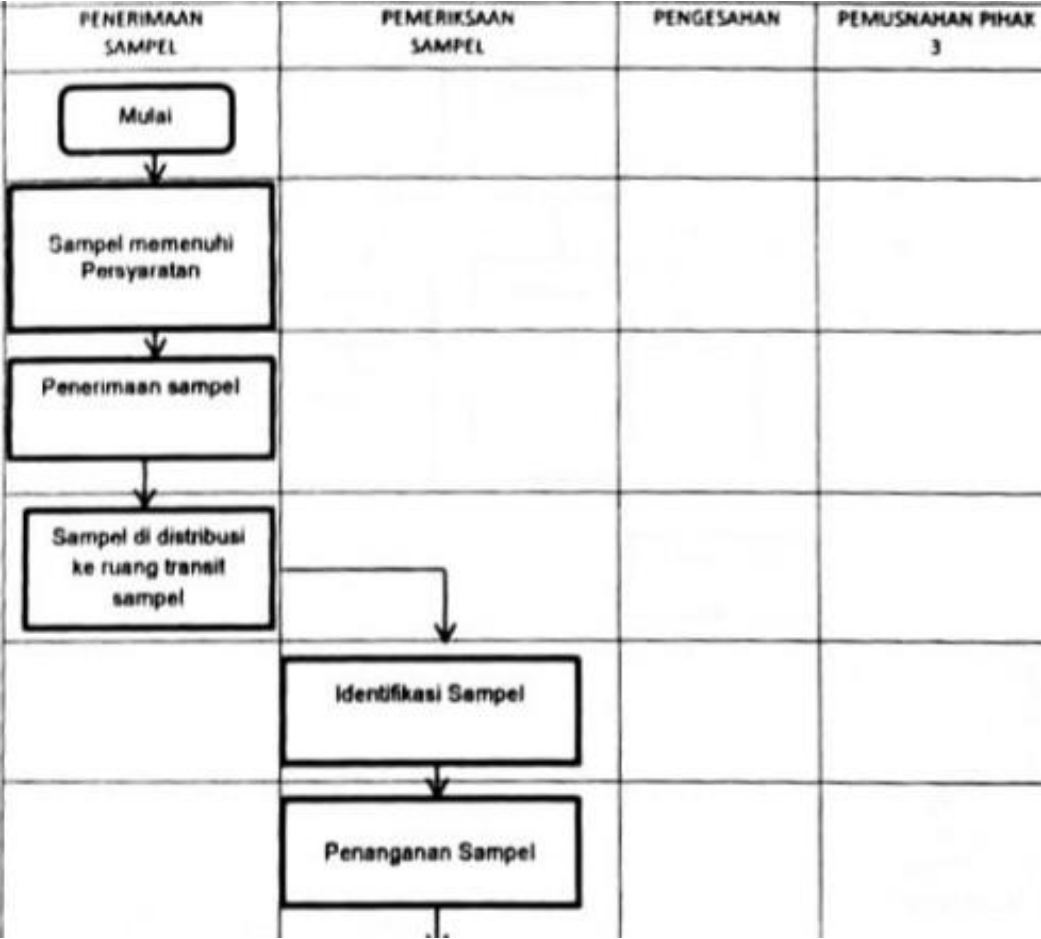 PENERIMAAN
SAMPEL
PEMERIKSAAN
SAMPEL
PENGESAHAN
PEMUSNAHAN PIHAK
3
Mulai
Sampel memenuhi
Persyaratan
Penerimaan sampel
Sampel di distribusi
ke ruang transit
sampel
Identifikasi Sampel
Penanganan Sampel